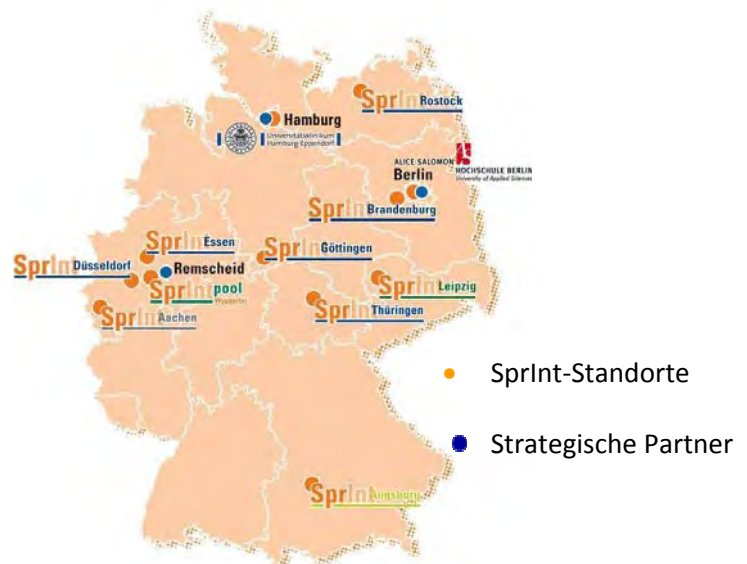 SprInt Rostock
Hamburg
Universitätsklinikum
Hamburg-Eppendorf
ALICE SALOMON
HOCHSCHULE BERLIN
University of Applied Sciences
Berlin
SprInt Brandenburg
SprInt Essen
SprInt Göttingen
SprInt Düsseldorf
Remscheid
SprInt pool
Wuppertal
SprInt Leipzig
SprInt Aachen
SprInt Thüringen
SprInt-Standorte
Strategische Partner
SprInt Augsburg